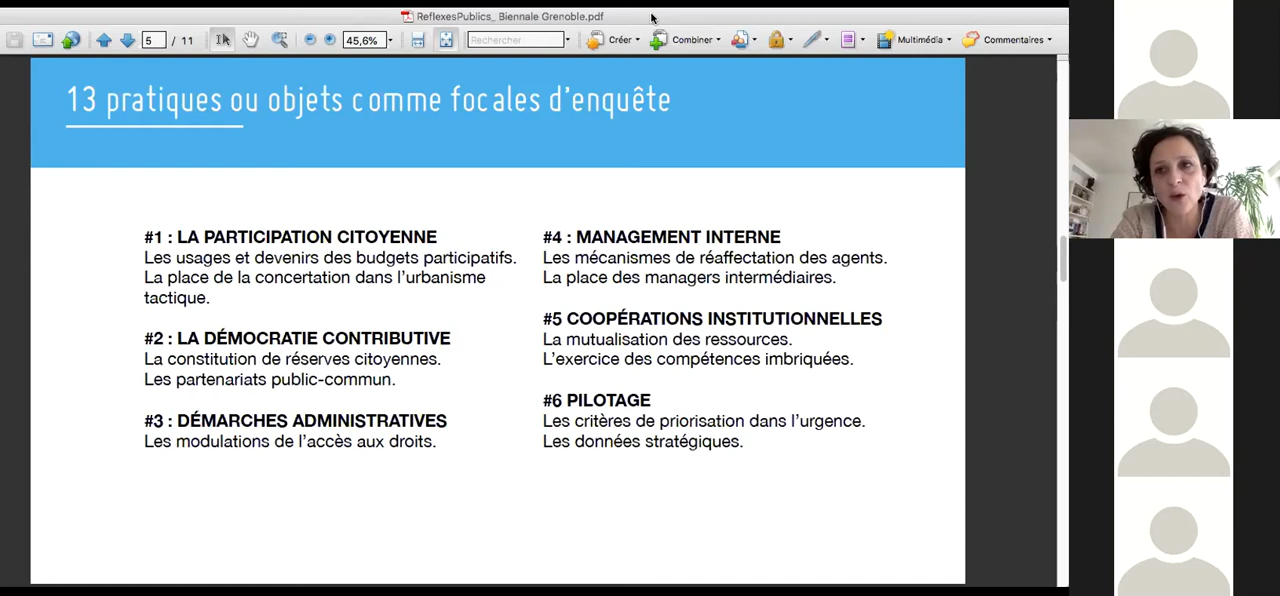 ReflexesPublics_ Biennale Grenoble.pdf
5 / 11
45,6%
Rechercher
Créer
Combiner
Multimédia
Commentaires
13 pratiques ou objets comme focales d'enquête
#1 : LA PARTICIPATION CITOYENNE
Les usages et devenirs des budgets participatifs.
La place de la concertation dans l'urbanisme
tactique.
#2 : LA DÉMOCRATIE CONTRIBUTIVE
La constitution de réserves citoyennes.
Les partenariats public-commun.
#3 : DÉMARCHES ADMINISTRATIVES
Les modulations de l'accès aux droits.
#4 : MANAGEMENT INTERNE
Les mécanismes de réaffectation des agents.
La place des managers intermédiaires.
#5 COOPÉRATIONS INSTITUTIONNELLES
La mutualisation des ressources.
L'exercice des compétences imbriquées.
#6 PILOTAGE
Les critères de priorisation dans l'urgence.
Les données stratégiques.